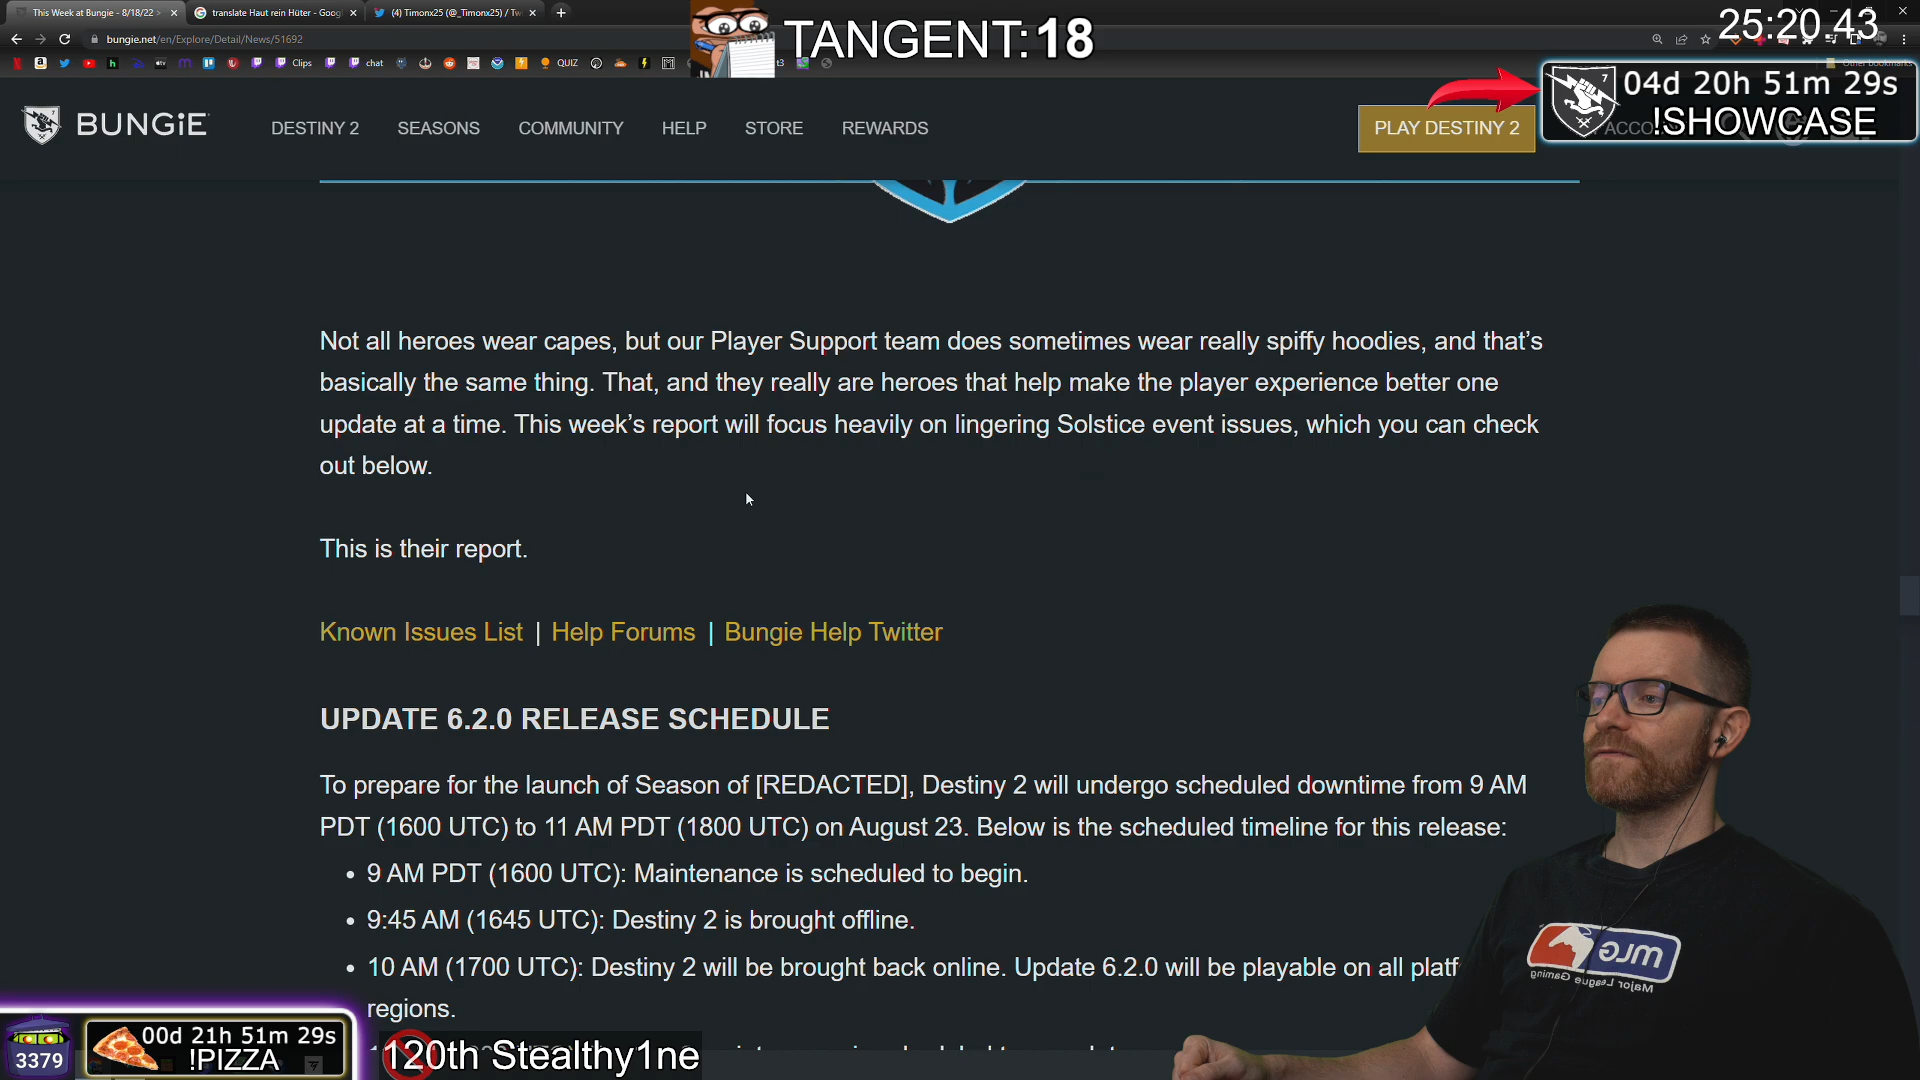 This Week at Bungie - 8/18/22 >
translate Haut rein Hüter - Goog
(4) Timonx25 (@_Timonx25) / Tw
TANGENT:18
25:20 43
bungie.net/en/Explore/Detail/News/51692
Clips
chat
QUIZ
Other bookmarks
04d 20h 51m 29s
!SHOWCASE
BUNGiE
DESTINY 2
SEASONS
COMMUNITY
HELP
STORE
REWARDS
PLAY DESTINY 2
Not all heroes wear capes, but our Player Support team does sometimes wear really spiffy hoodies, and that’s
basically the same thing. That, and they really are heroes that help make the player experience better one
update at a time. This week’s report will focus heavily on lingering Solstice event issues, which you can check
out below.
This is their report.
Known Issues List | Help Forums | Bungie Help Twitter
UPDATE 6.2.0 RELEASE SCHEDULE
To prepare for the launch of Season of [REDACTED], Destiny 2 will undergo scheduled downtime from 9 AM
PDT (1600 UTC) to 11 AM PDT (1800 UTC) on August 23. Below is the scheduled timeline for this release:
• 9 AM PDT (1600 UTC): Maintenance is scheduled to begin.
• 9:45 AM (1645 UTC): Destiny 2 is brought offline.
• 10 AM (1700 UTC): Destiny 2 will be brought back online. Update 6.2.0 will be playable on all platf
regions.
mLG
Major League Gaming
3379
00d 21h 51m 29s
!PIZZA
120th Stealthy1ne